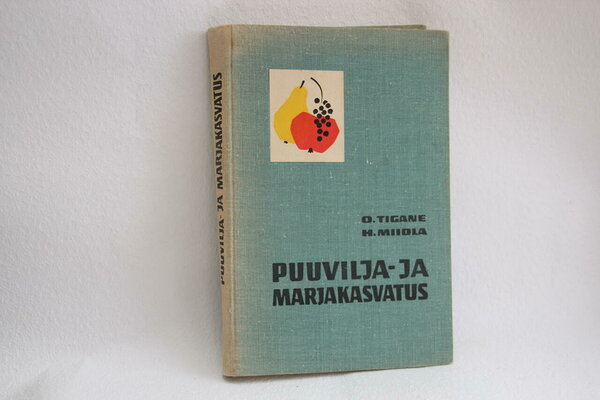 PUUVILJA- JA MARJAKASVATUS
O. TIGANE
H. MIIDLA
PUUVILJA-JA
MARJAKASVATUS